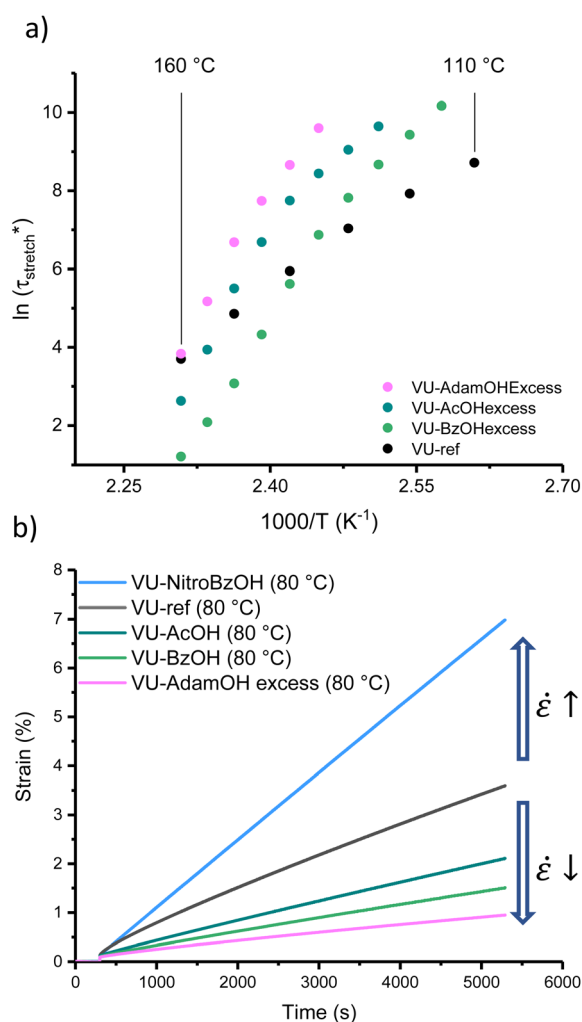 a)
160 °C
110 °C
10
8
6
4
2
ln (τstretch*)
VU-AdamOHExcess
VU-AcOHexcess
VU-BzOHexcess
VU-ref
2.25
2.40
2.55
2.70
1000/T (K⁻¹)
b)
8
7
6
5
4
3
2
1
0
Strain (%)
VU-NitroBzOH (80 °C)
VU-ref (80 °C)
VU-AcOH (80 °C)
VU-BzOH (80 °C)
VU-AdamOH excess (80 °C)
ε̇ ↑
ε̇ ↓
0
1000
2000
3000
4000
5000
6000
Time (s)